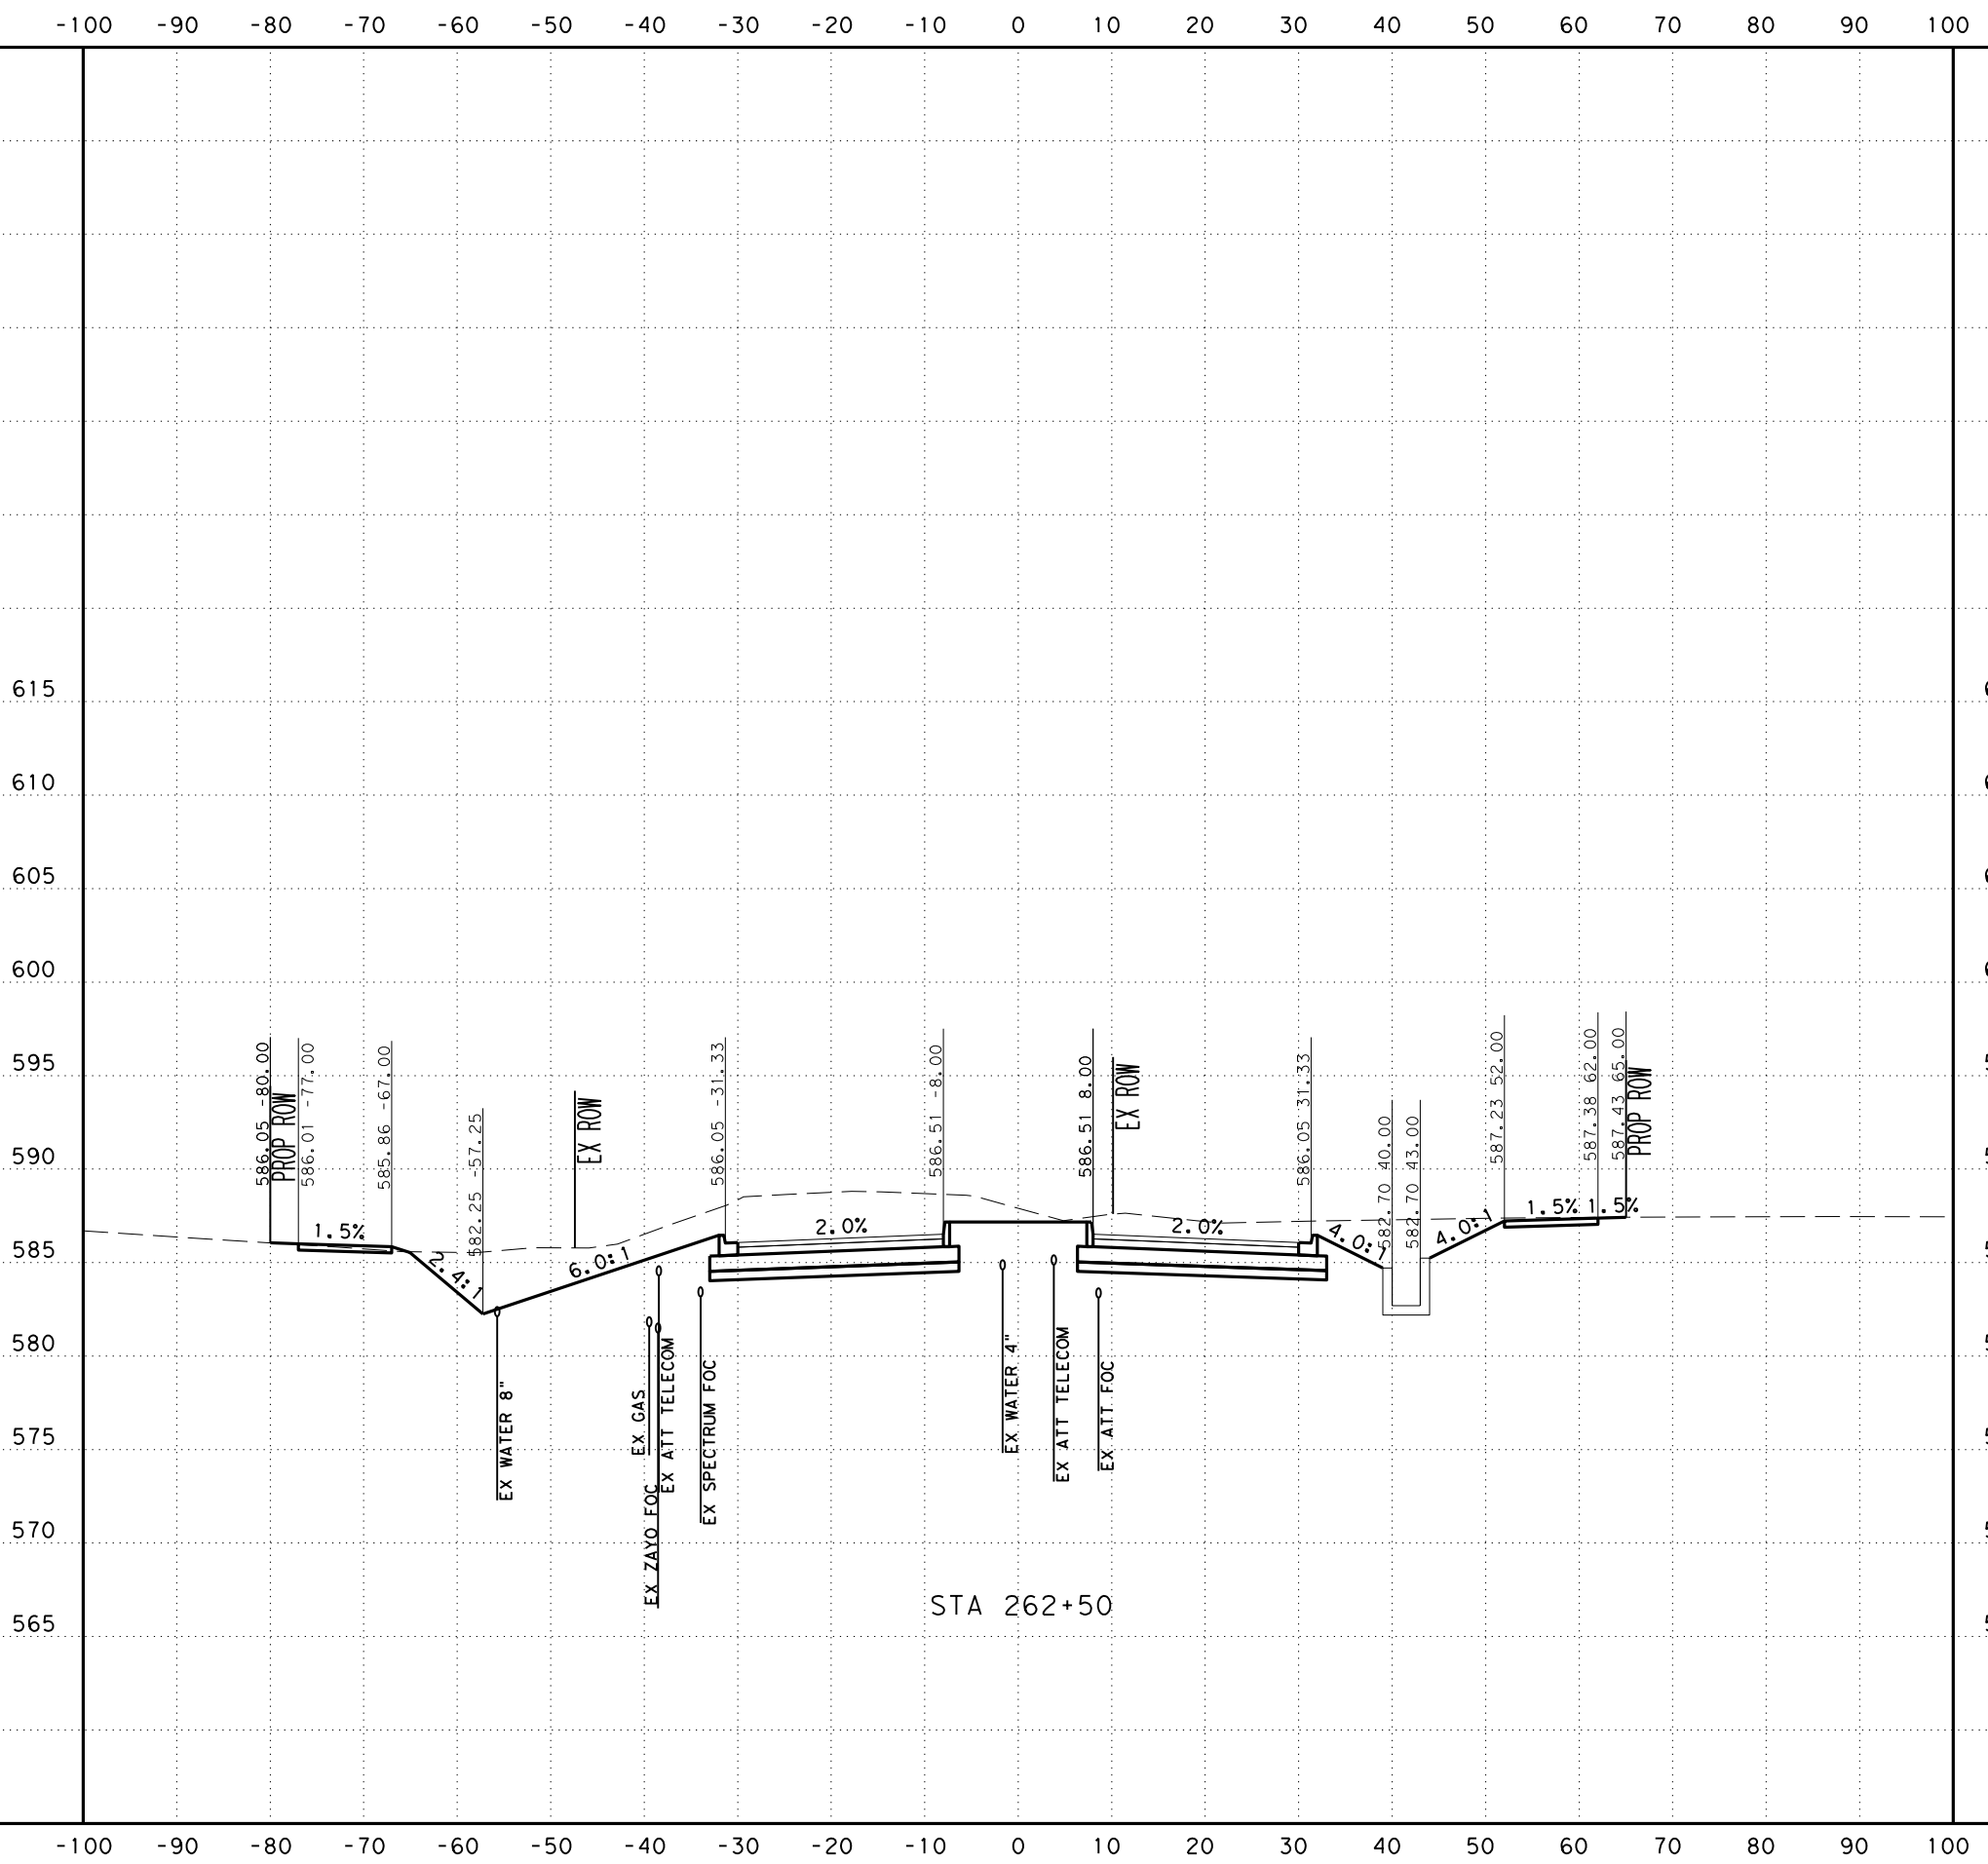 -100 -90 -80 -70 -60 -50 -40 -30 -20 -10 0 10 20 30 40 50 60 70 80 90 100
615
610
605
600
595
590
585
580
575
570
565
586.05 -80.00
PROP ROW
586.01 -77.00
585.86 -67.00
582.25 -57.25
EX ROW
586.05 -31.33
586.51 -8.00
586.51 8.00
EX ROW
586.05 31.33
582.70 40.00
582.70 43.00
587.23 52.00
587.38 62.00
587.43 65.00
PROP ROW
1.5%
2.4:1
6.0:1
2.0%
2.0%
4.0:1
4.0:1
1.5%
1.5%
EX WATER 8"
EX GAS
EX ZAYO FOC
EX ATT TELECOM
EX SPECTRUM FOC
EX WATER 4"
EX ATT TELECOM
EX ATT FOC
STA 262+50
-100 -90 -80 -70 -60 -50 -40 -30 -20 -10 0 10 20 30 40 50 60 70 80 90 100